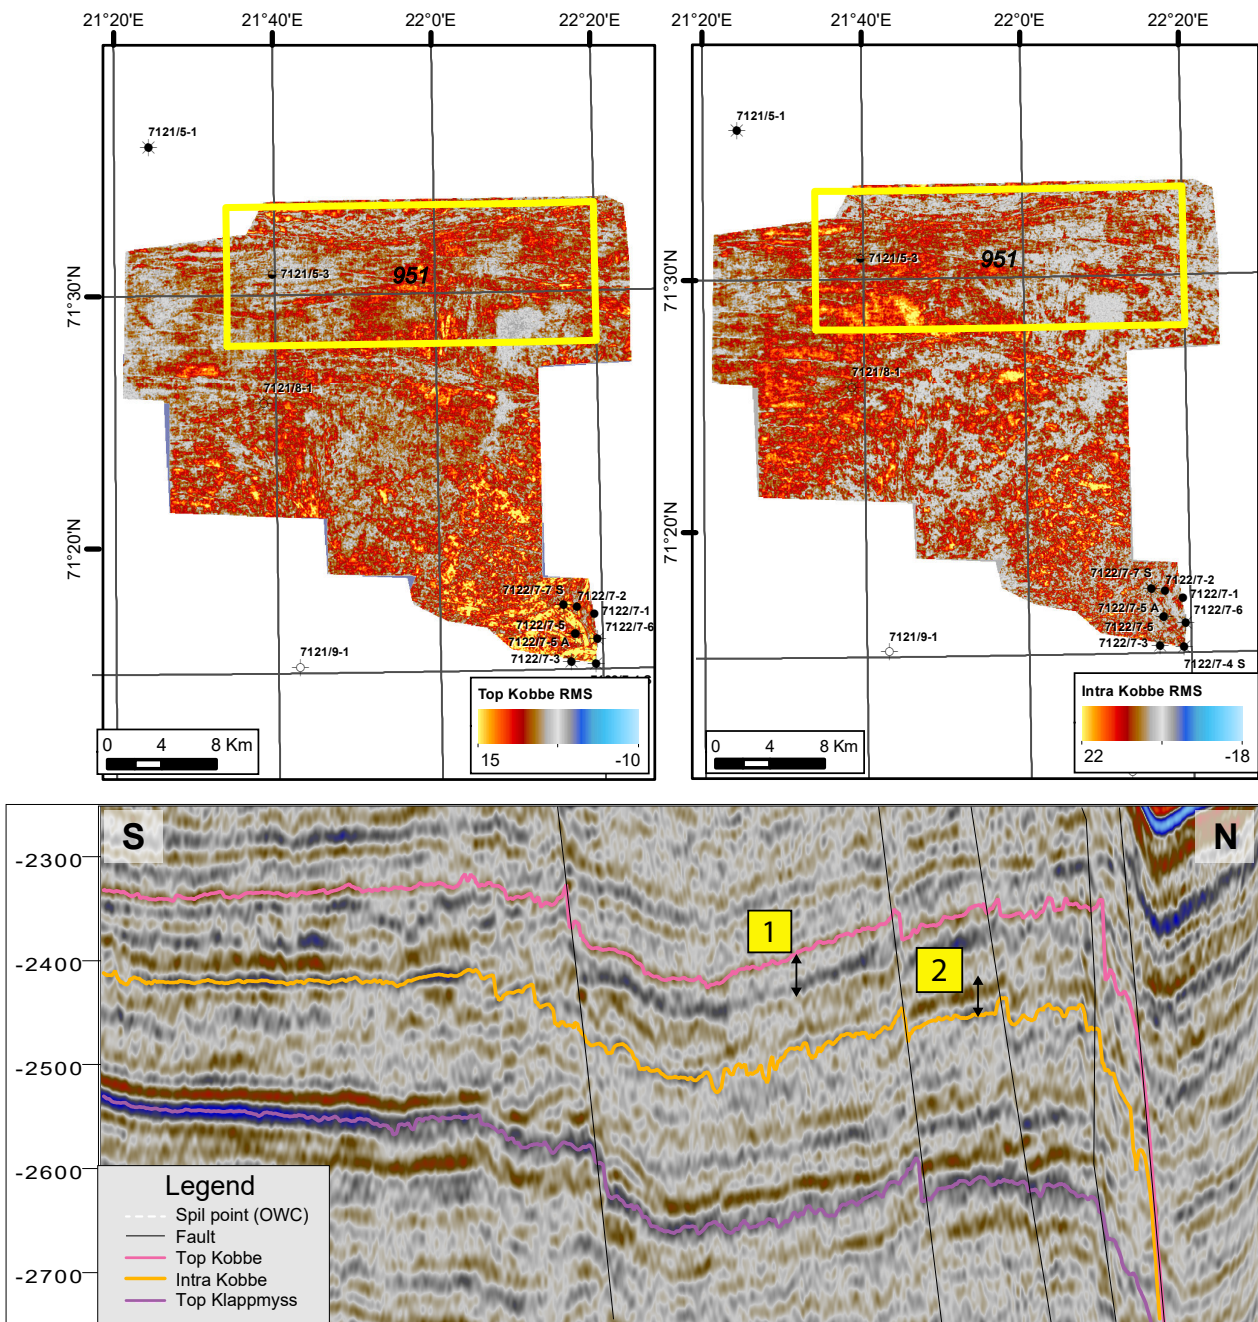 21°20'E 21°40'E 22°0'E 22°20'E
21°20'E 21°40'E 22°0'E 22°20'E
7121/5-1
7121/5-3
951
71°30'N
7121/8-1
71°20'N
7122/7-7 S
7122/7-2
7122/7-1
7122/7-5
7122/7-6
7122/7-5 A
7122/7-3
7121/9-1
Top Kobbe RMS
15 -10
0 4 8 Km
7121/5-1
7121/5-3
951
71°30'N
7121/8-1
71°20'N
7122/7-7 S
7122/7-2
7122/7-1
7122/7-5 A
7122/7-6
7122/7-5
7122/7-3
7122/7-4 S
7121/9-1
Intra Kobbe RMS
22 -18
0 4 8 Km
S N
-2300
-2400
-2500
-2600
-2700
1
2
Legend
Spil point (OWC)
Fault
Top Kobbe
Intra Kobbe
Top Klappmyss